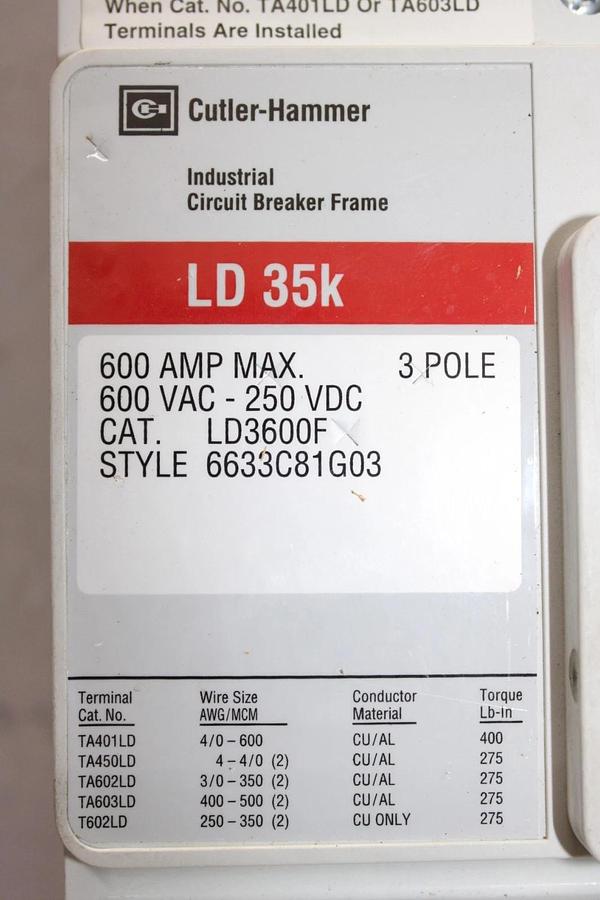 When Cat. No. TA401LD Or TA603LD
Terminals Are Installed
Cutler-Hammer
Industrial
Circuit Breaker Frame
LD 35k
600 AMP MAX. 3 POLE
600 VAC - 250 VDC
CAT. LD3600F
STYLE 6633C81G03
Terminal Wire Size Conductor Torque
Cat. No. AWG/MCM Material Lb-In
TA401LD 4/0 – 600 CU/AL 400
TA450LD 4 – 4/0 (2) CU/AL 275
TA602LD 3/0 – 350 (2) CU/AL 275
TA603LD 400 – 500 (2) CU/AL 275
T602LD 250 – 350 (2) CU ONLY 275